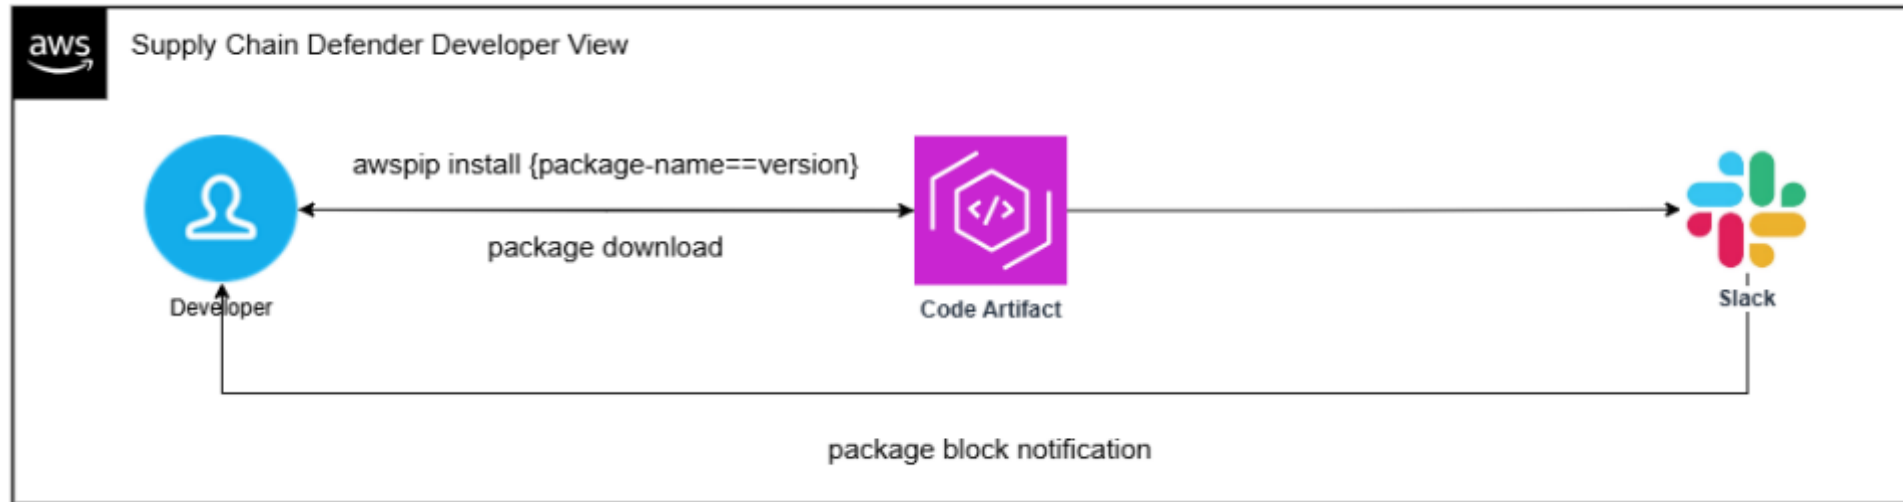 aws
Supply Chain Defender Developer View
awspip install {package-name==version}
package download
Developer
Code Artifact
Slack
package block notification